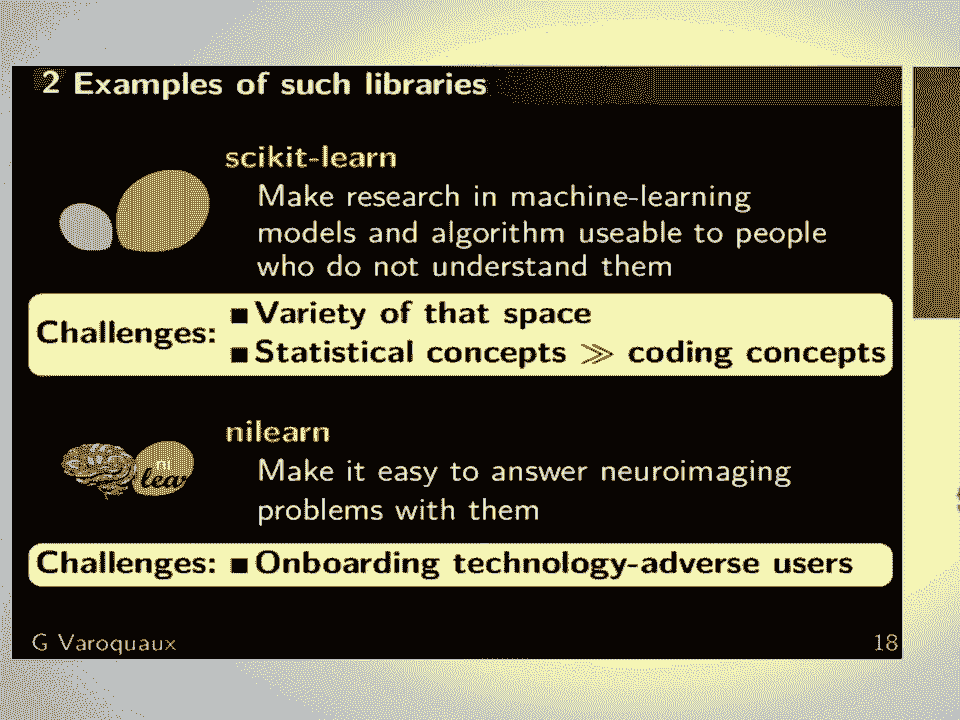 2 Examples of such libraries
scikit-learn
Make research in machine-learning
models and algorithm useable to people
who do not understand them
Challenges:
■ Variety of that space
■ Statistical concepts ≫ coding concepts
nilearn
Make it easy to answer neuroimaging
problems with them
ni
Challenges: ■ Onboarding technology-adverse users
G Varoquaux
18